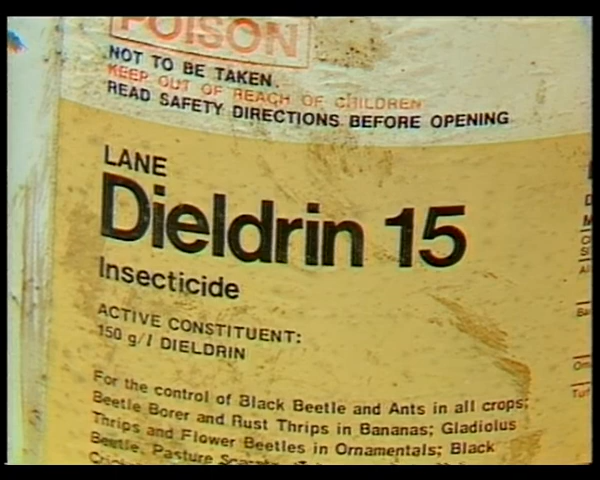 POISON
NOT TO BE TAKEN
KEEP OUT OF REACH OF CHILDREN
READ SAFETY DIRECTIONS BEFORE OPENING
LANE
Dieldrin 15
Insecticide
ACTIVE CONSTITUENT:
150 g/l DIELDRIN
For the control of Black Beetle and Ants in all crops;
Beetle Borer and Rust Thrips in Bananas; Gladiolus
Thrips and Flower Beetles in Ornamentals; Black
Beetle, Pasture